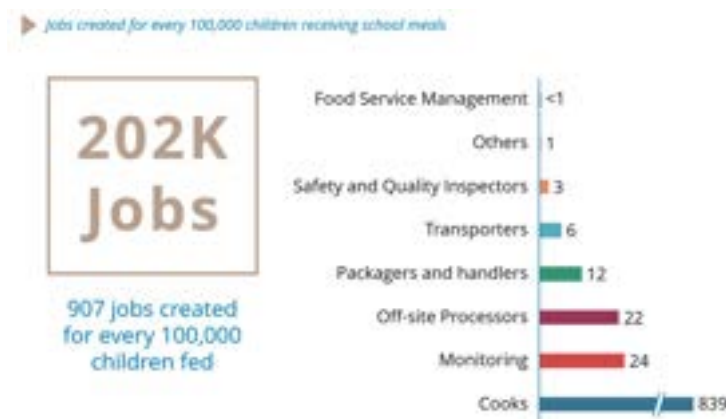 Jobs created for every 100,000 children receiving school meals
202K
Jobs
907 jobs created
for every 100,000
children fed
Food Service Management <1
Others 1
Safety and Quality Inspectors 3
Transporters 6
Packagers and handlers 12
Off-site Processors 22
Monitoring 24
Cooks 839